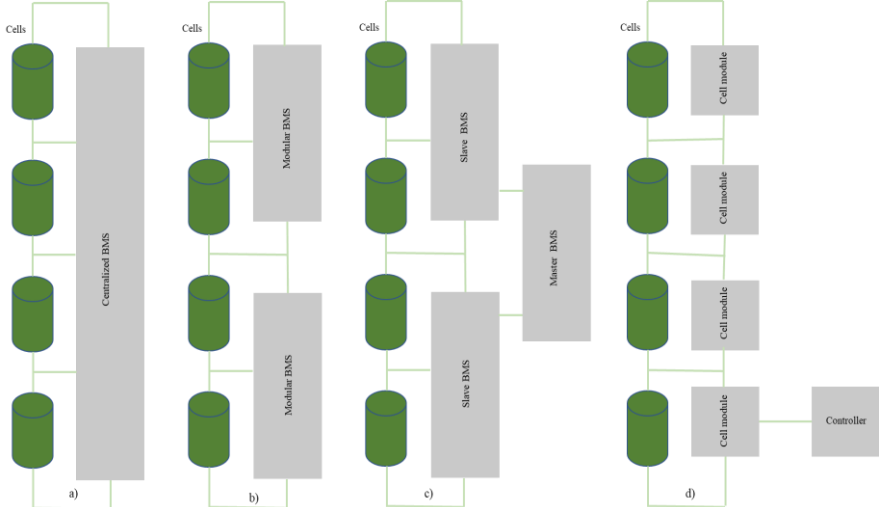 Cells
Centralized BMS
a)
Cells
Modular BMS
Modular BMS
b)
Cells
Slave BMS
Slave BMS
Master BMS
c)
Cells
Cell module
Cell module
Cell module
Cell module
Controller
d)